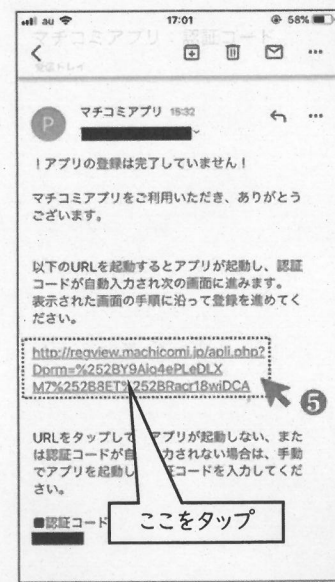 au 17:01 58%
マチコミアプリ：認証コード
受信トレイ
P マチコミアプリ 15:32
！アプリの登録は完了していません！
マチコミアプリをご利用いただき、ありがとう
ございます。
以下のURLを起動するとアプリが起動し、認証
コードが自動入力され次の画面に進みます。
表示された画面の手順に沿って登録を進めてく
ださい。
http://regview.machicomi.jp/apli.php?
Dprm=%252BY9Aiq4ePLeDLX
M7%252B8ET%252BRacr18wiDCA
❺
URLをタップして アプリが起動しない、また
は認証コードが自 力されない場合は、手動
でアプリを起動し 証コードを入力してくだ
さい。
■認証コード
ここをタップ